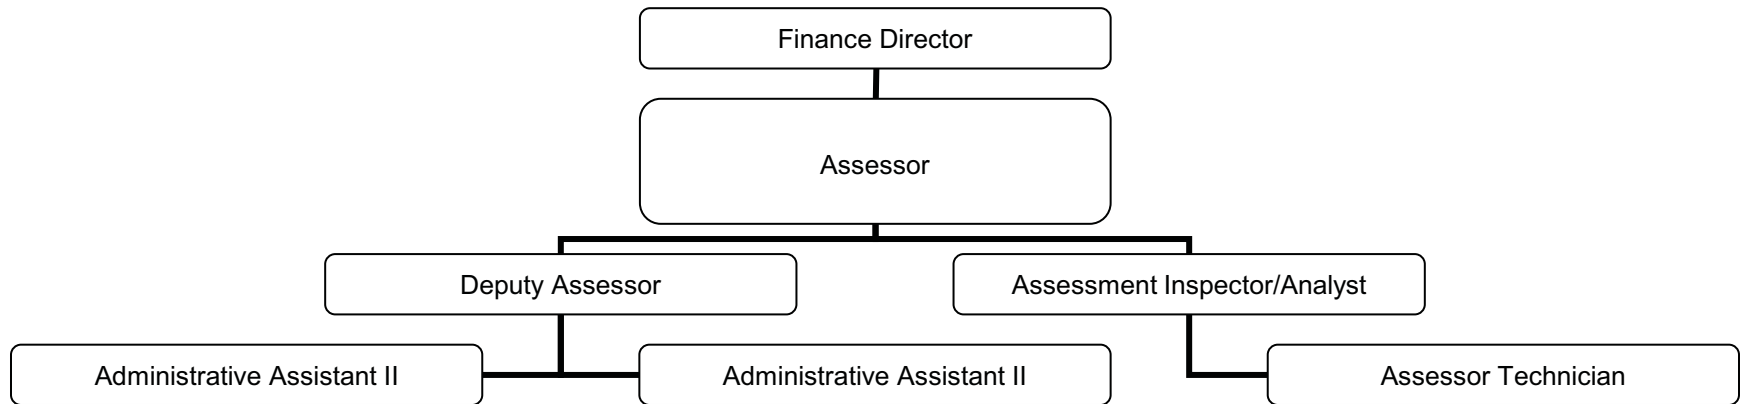 Finance Director
Assessor
Deputy Assessor
Assessment Inspector/Analyst
Administrative Assistant II
Administrative Assistant II
Assessor Technician